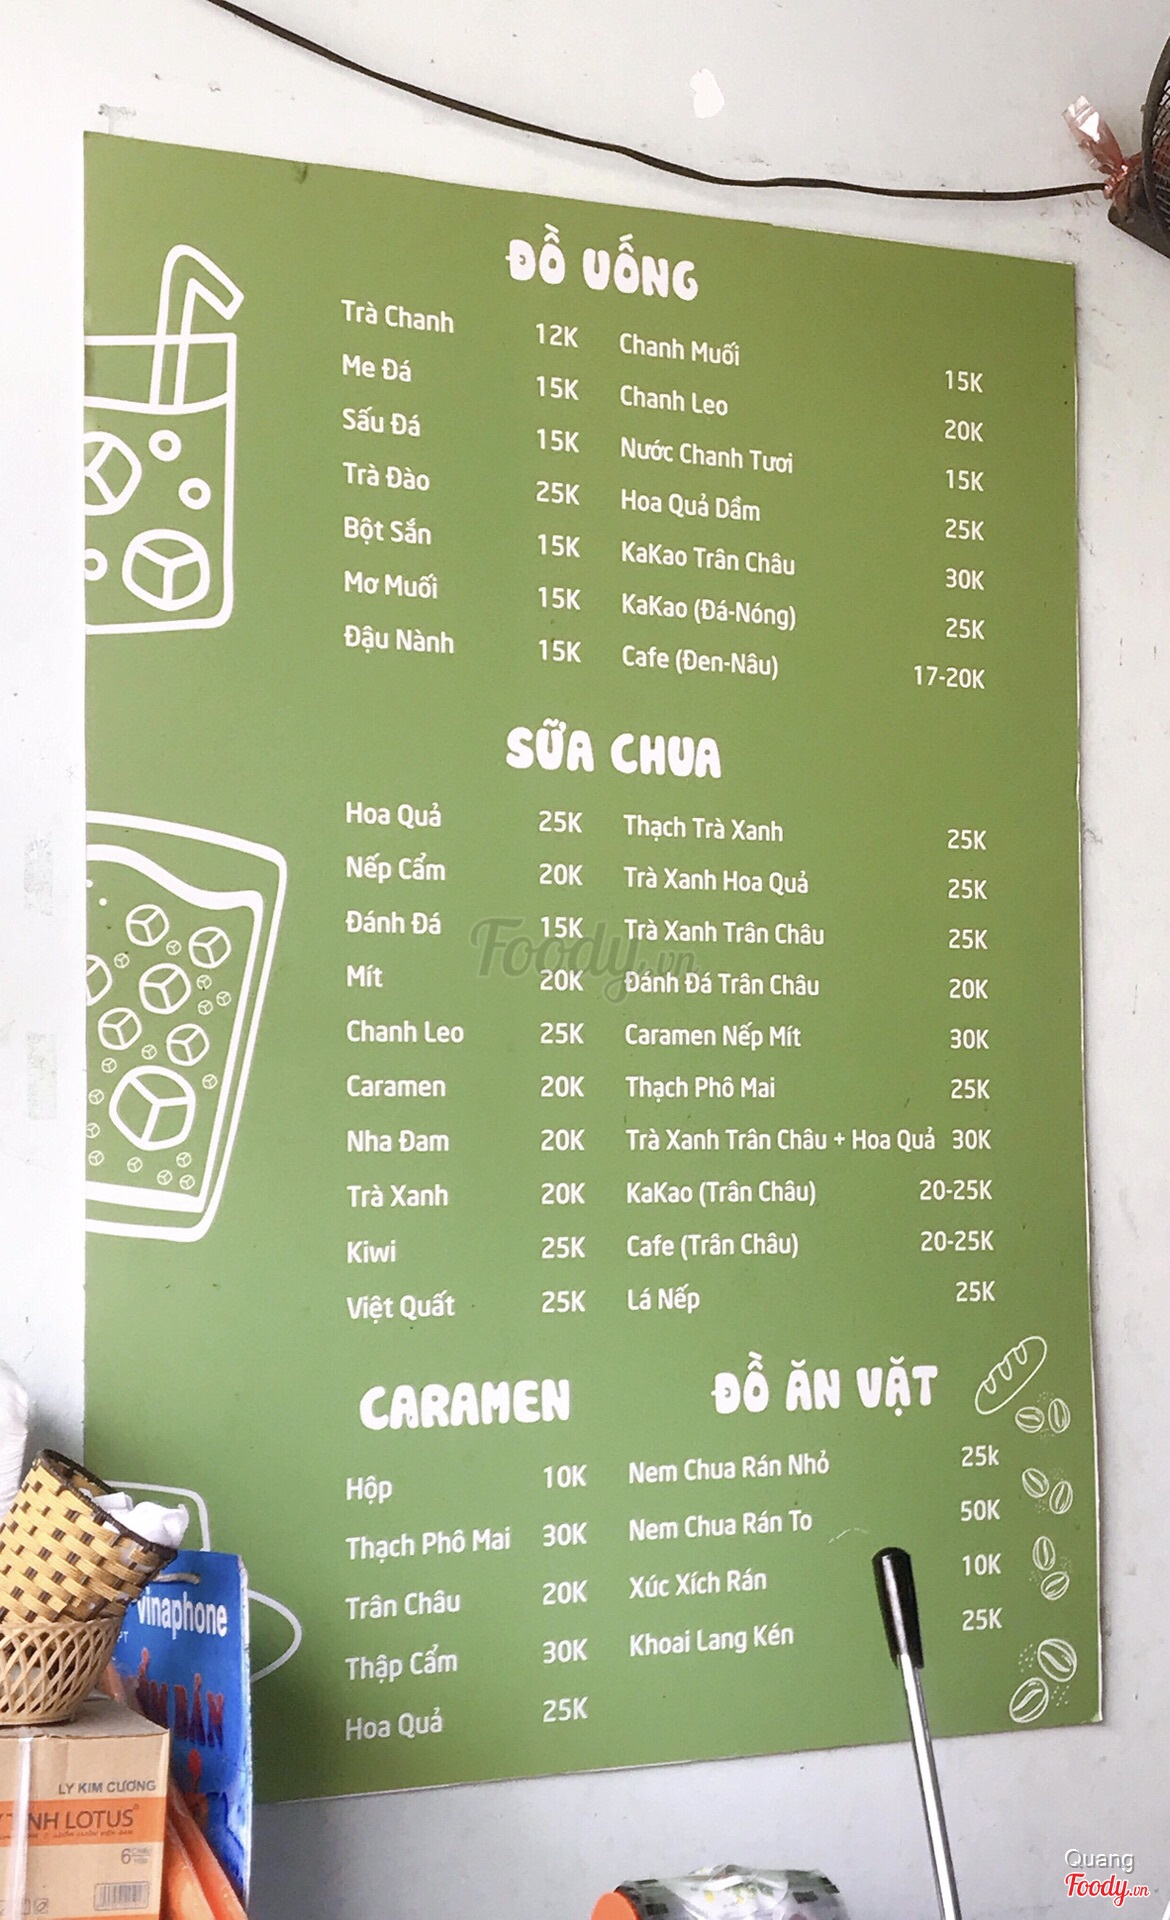 ĐỒ UỐNG
Trà Chanh 12K Chanh Muối 15K
Me Đá 15K Chanh Leo 20K
Sấu Đá 15K Nước Chanh Tươi 15K
Trà Đào 25K Hoa Quả Dầm 25K
Bột Sắn 15K KaKao Trân Châu 30K
Mơ Muối 15K KaKao (Đá-Nóng) 25K
Đậu Nành 15K Cafe (Đen-Nâu) 17-20K
SỮA CHUA
Hoa Quả 25K Thạch Trà Xanh 25K
Nếp Cẩm 20K Trà Xanh Hoa Quả 25K
Đánh Đá 15K Trà Xanh Trân Châu 25K
Foody.vn
Mít 20K Đánh Đá Trân Châu 20K
Chanh Leo 25K Caramen Nếp Mít 30K
Caramen 20K Thạch Phô Mai 25K
Nha Đam 20K Trà Xanh Trân Châu + Hoa Quả 30K
Trà Xanh 20K KaKao (Trân Châu) 20-25K
Kiwi 25K Cafe (Trân Châu) 20-25K
Việt Quất 25K Lá Nếp 25K
CARAMEN
Hộp 10K
Thạch Phô Mai 30K
Trân Châu 20K
Thập Cẩm 30K
Hoa Quả 25K
ĐỒ ĂN VẶT
Nem Chua Rán Nhỏ 25k
Nem Chua Rán To 50K
Xúc Xích Rán 10K
Khoai Lang Kén 25K
vinaphone
BÁN
LY KIM CƯƠNG
LOTUS
6
Quang
Foody.vn